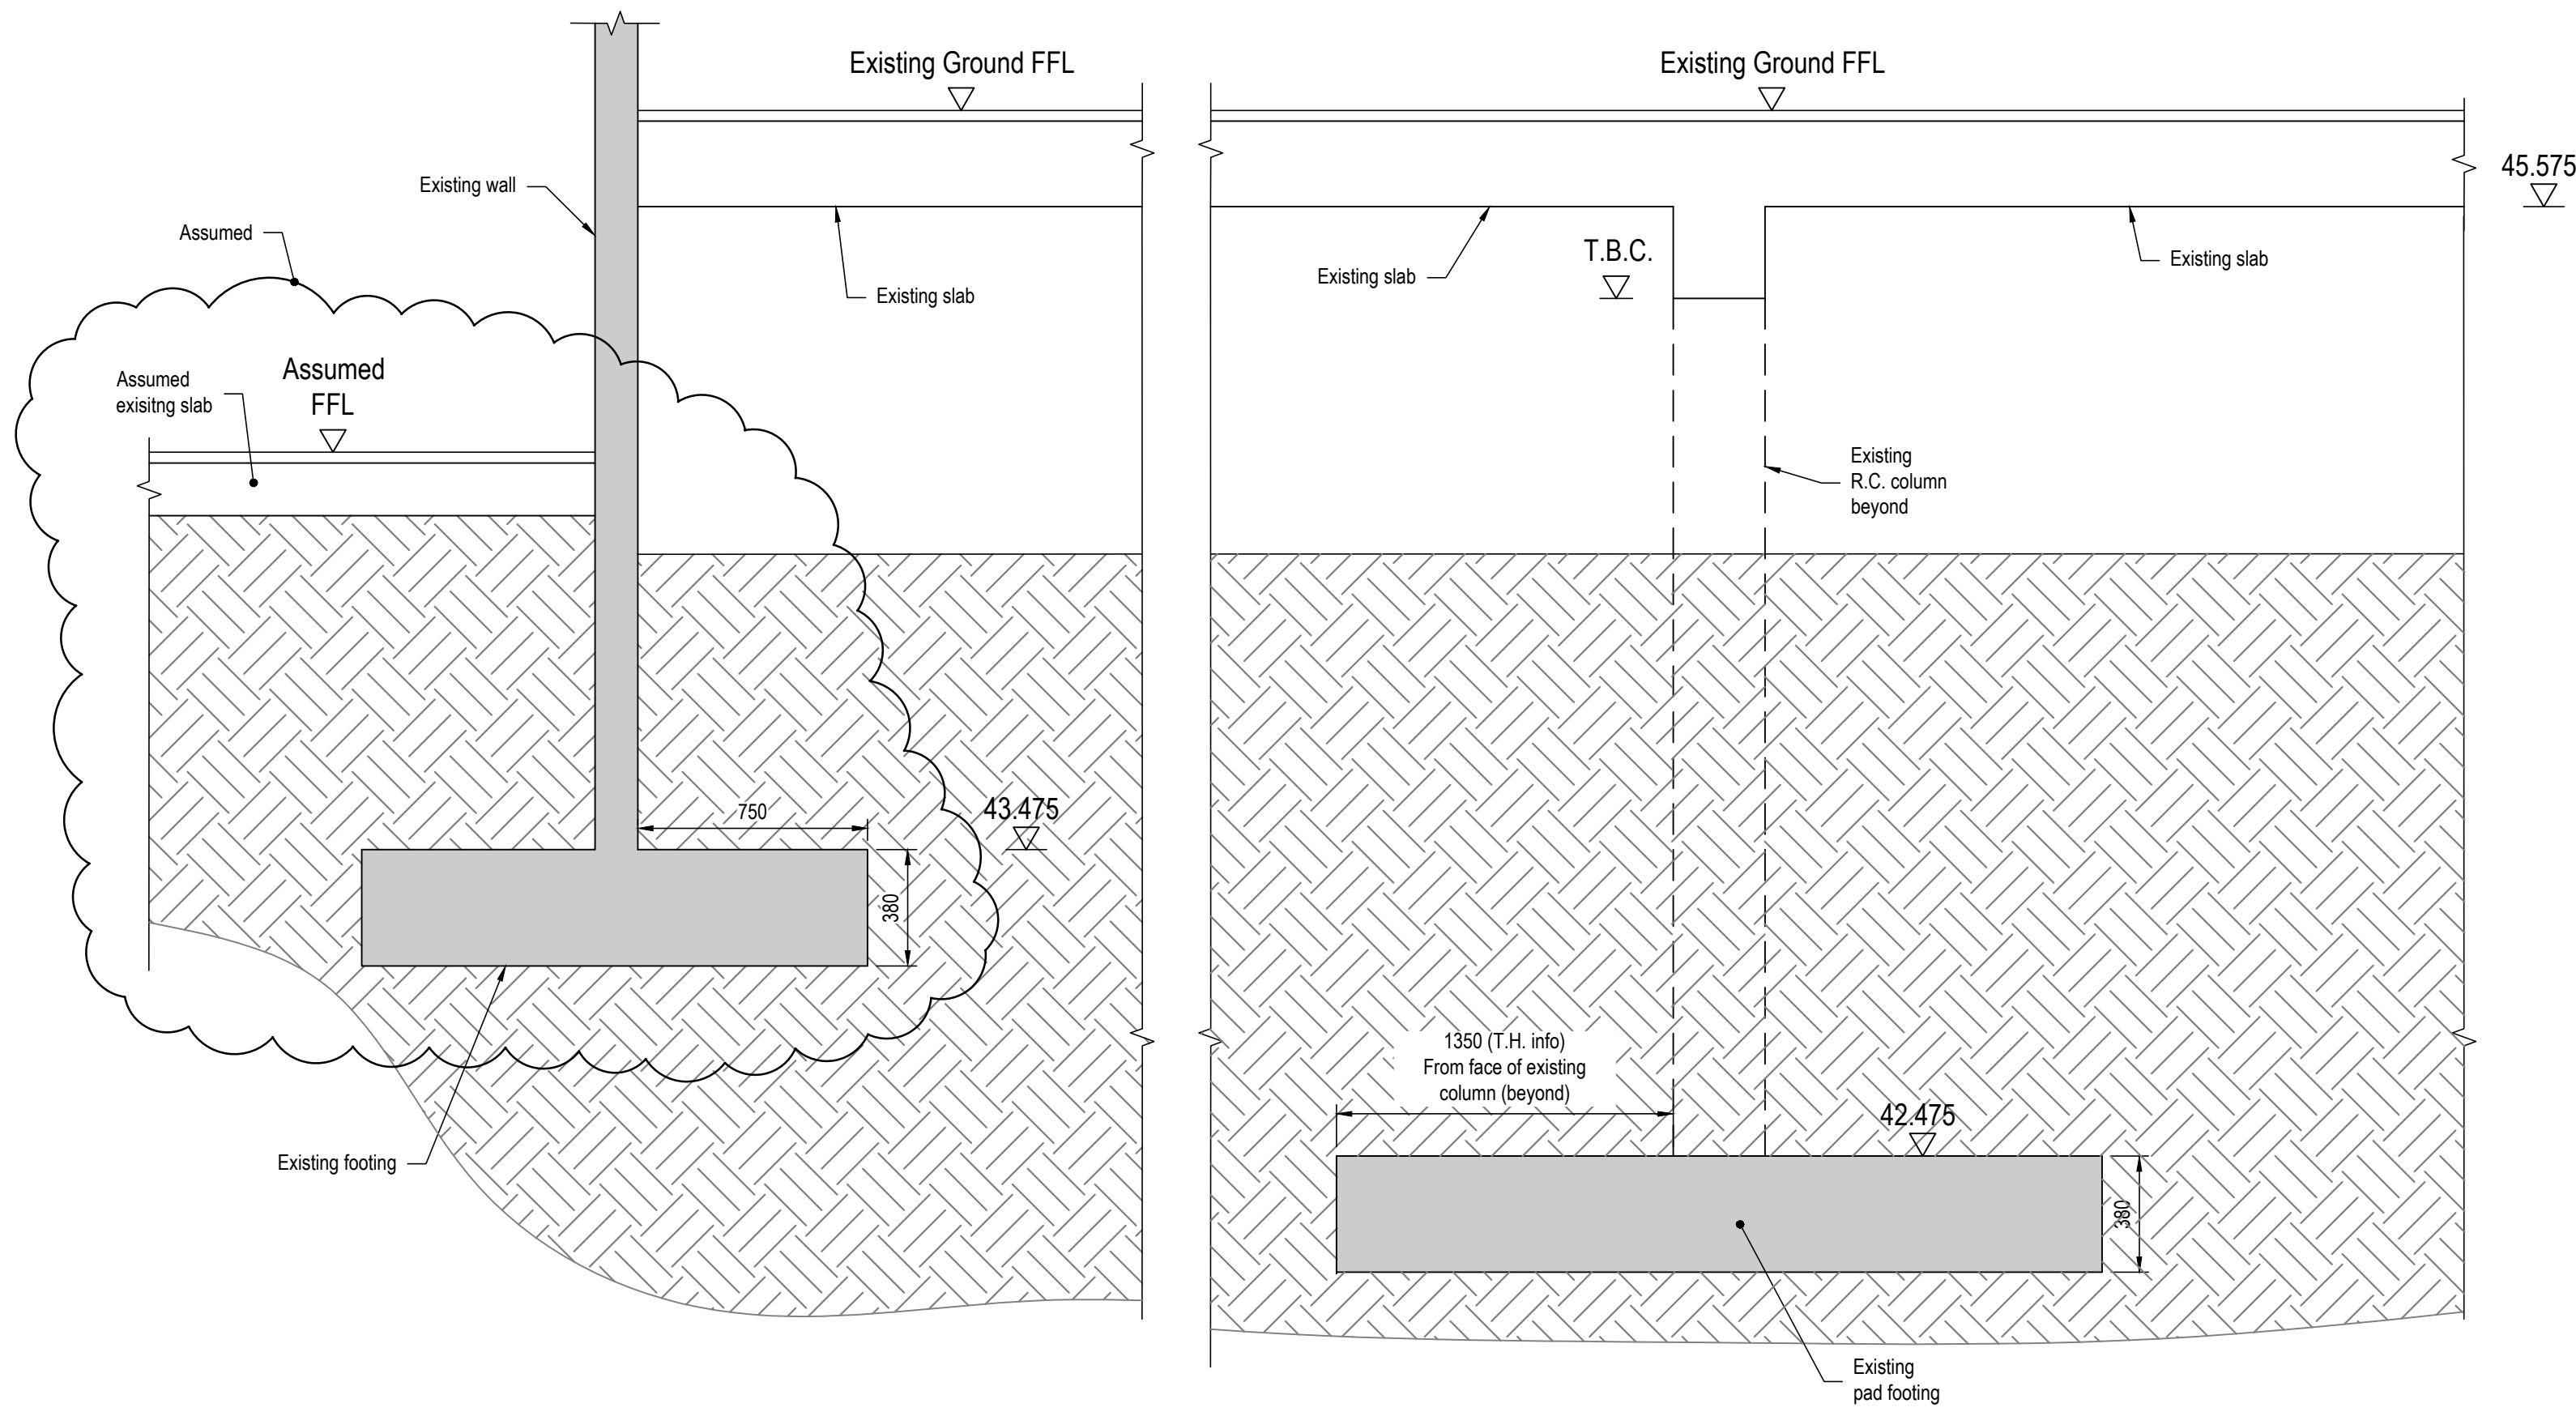 Existing Ground FFL
Existing Ground FFL
45.575
Existing wall
Assumed
T.B.C.
Existing slab
Existing slab
Existing slab
Assumed
FFL
Assumed
exisitng slab
Existing
R.C. column
beyond
750
43.475
380
1350 (T.H. info)
From face of existing
column (beyond)
42.475
Existing footing
380
Existing
pad footing